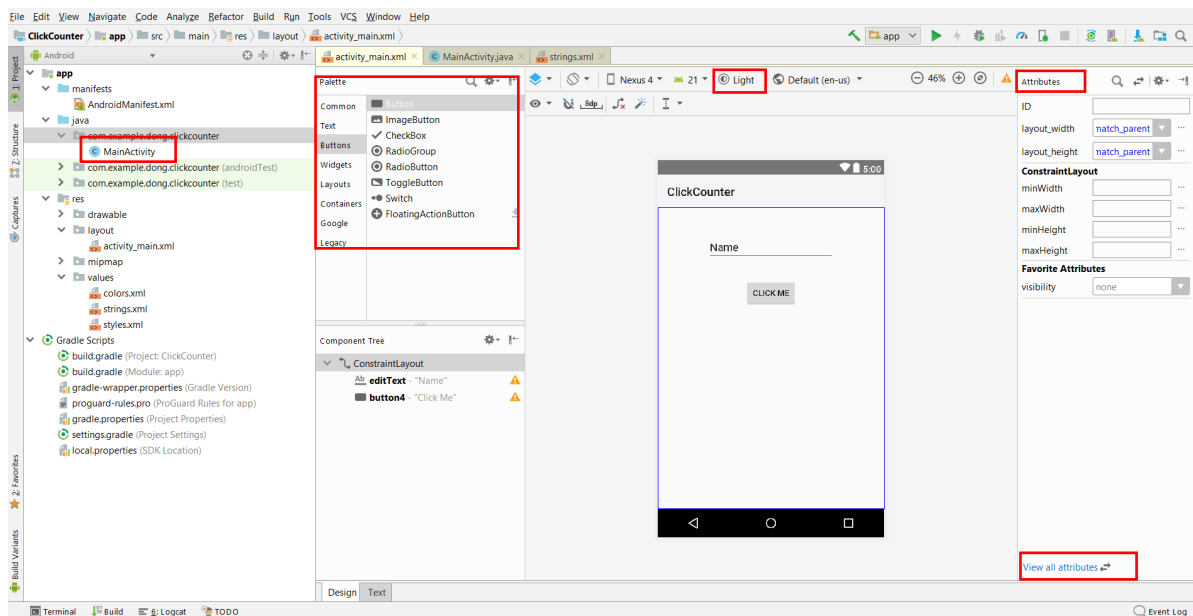 File Edit View Navigate Code Analyze Refactor Build Run Tools VCS Window Help
ClickCounter app src main res layout activity_main.xml
app
1: Project
Z: Structure
Captures
2: Favorites
Build Variants
Android
app
manifests
AndroidManifest.xml
java
com.example.dong.clickcounter
MainActivity
com.example.dong.clickcounter (androidTest)
com.example.dong.clickcounter (test)
res
drawable
layout
activity_main.xml
mipmap
values
colors.xml
strings.xml
styles.xml
Gradle Scripts
build.gradle (Project: ClickCounter)
build.gradle (Module: app)
gradle-wrapper.properties (Gradle Version)
proguard-rules.pro (ProGuard Rules for app)
gradle.properties (Project Properties)
settings.gradle (Project Settings)
local.properties (SDK Location)
activity_main.xml MainActivity.java strings.xml
Palette
Common
Text
Buttons
Widgets
Layouts
Containers
Google
Legacy
Button
ImageButton
CheckBox
RadioGroup
RadioButton
ToggleButton
Switch
FloatingActionButton
Component Tree
ConstraintLayout
Ab editText - "Name"
button4 - "Click Me"
Nexus 4 21 Light Default (en-us) 46%
8dp
5:00
ClickCounter
Name
CLICK ME
Attributes
ID
layout_width match_parent
layout_height match_parent
ConstraintLayout
minWidth
maxWidth
minHeight
maxHeight
Favorite Attributes
visibility none
View all attributes
Design Text
Terminal Build 6: Logcat TODO Event Log